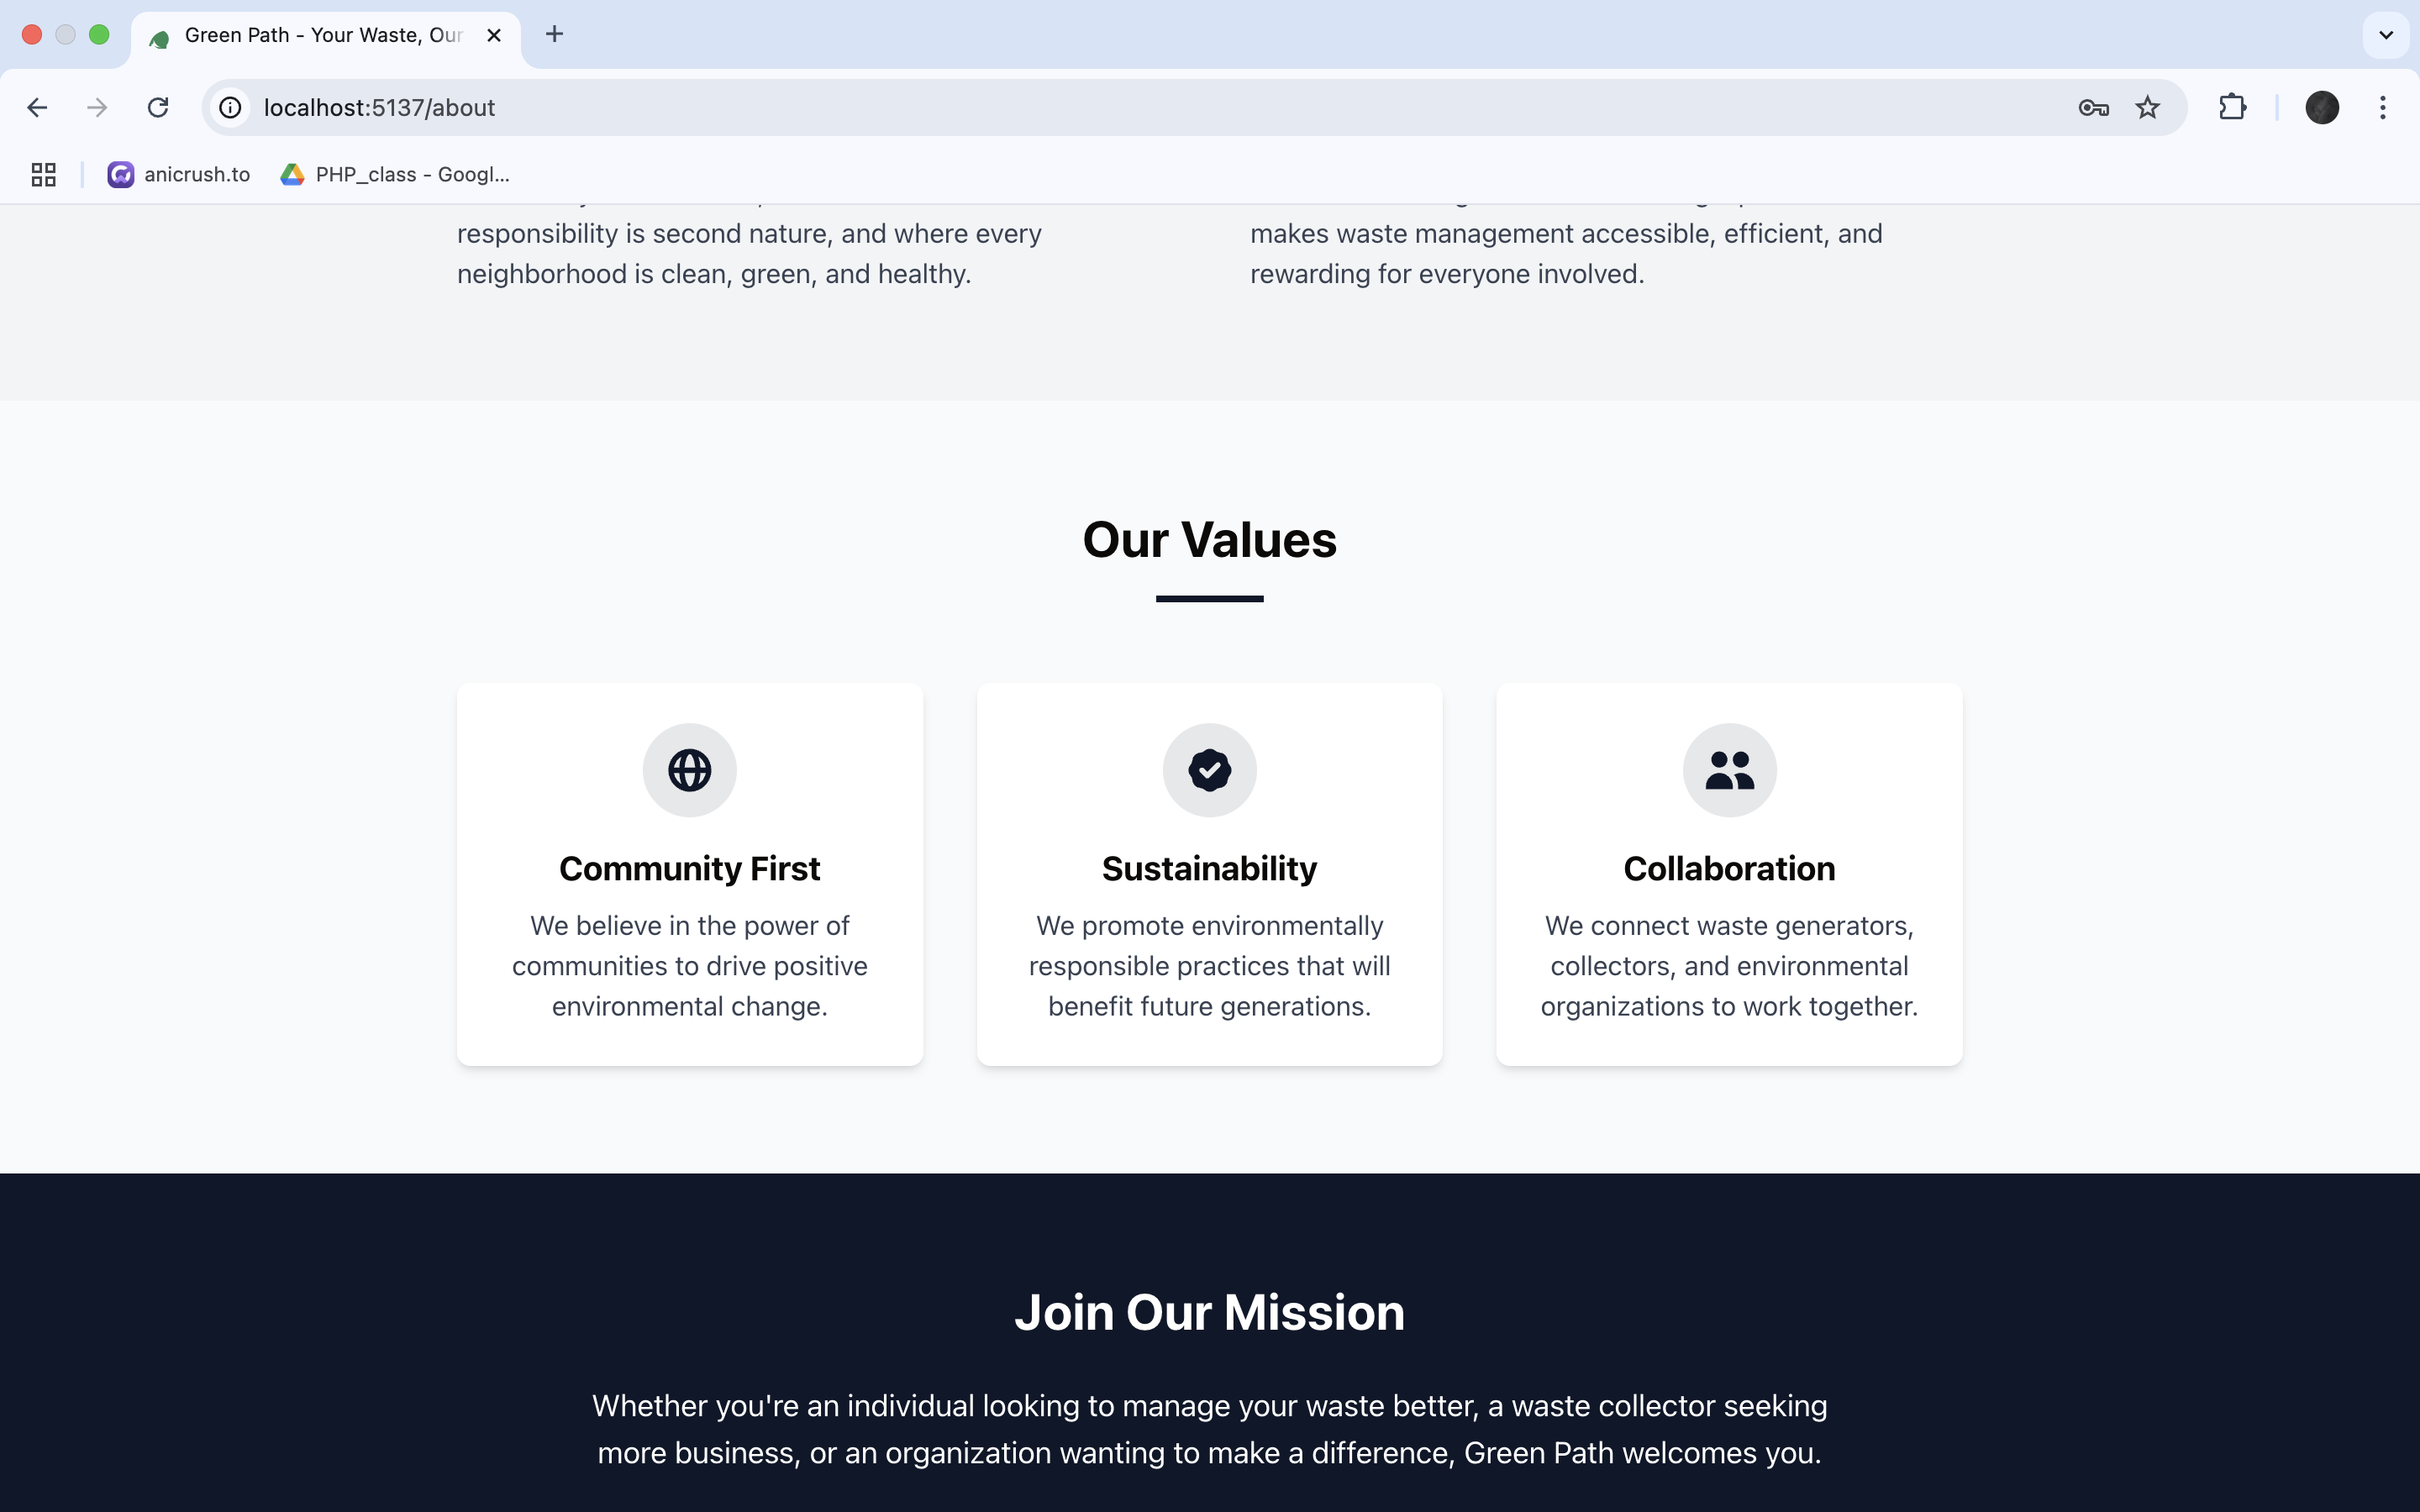 Green Path - Your Waste, Our
localhost:5137/about
anicrush.to
PHP_class - Googl...
responsibility is second nature, and where every
neighborhood is clean, green, and healthy.
makes waste management accessible, efficient, and
rewarding for everyone involved.
Our Values
Community First
We believe in the power of
communities to drive positive
environmental change.
Sustainability
We promote environmentally
responsible practices that will
benefit future generations.
Collaboration
We connect waste generators,
collectors, and environmental
organizations to work together.
Join Our Mission
Whether you're an individual looking to manage your waste better, a waste collector seeking
more business, or an organization wanting to make a difference, Green Path welcomes you.